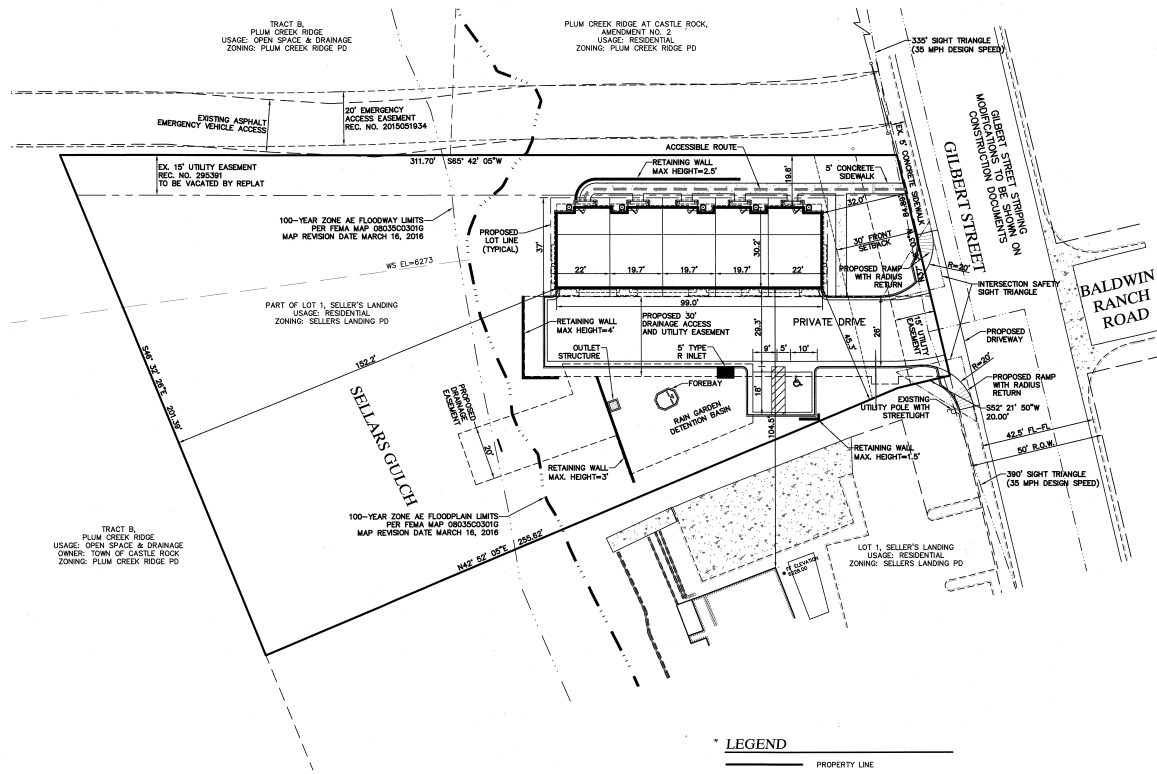 TRACT B,
PLUM CREEK RIDGE
USAGE: OPEN SPACE & DRAINAGE
ZONING: PLUM CREEK RIDGE PD
PLUM CREEK RIDGE AT CASTLE ROCK,
AMENDMENT NO. 2
USAGE: RESIDENTIAL
ZONING: PLUM CREEK RIDGE PD
335' SIGHT TRIANGLE
(35 MPH DESIGN SPEED)
GILBERT STREET STRIPING
MODIFICATIONS TO BE SHOWN ON
CONSTRUCTION DOCUMENTS
GILBERT STREET
EXISTING ASPHALT
EMERGENCY VEHICLE ACCESS
20' EMERGENCY
ACCESS EASEMENT
REC. NO. 2015051934
EX. 5' CONCRETE SIDEWALK
ACCESSIBLE ROUTE
311.70' S65° 42' 05"W
EX. 15' UTILITY EASEMENT
REC. NO. 295391
TO BE VACATED BY REPLAT
RETAINING WALL
MAX HEIGHT=2.5'
19.6'
5' CONCRETE
SIDEWALK
32.0'
100-YEAR ZONE AE FLOODWAY LIMITS
PER FEMA MAP 08035C0301G
MAP REVISION DATE MARCH 16, 2016
PROPOSED
LOT LINE
(TYPICAL)
37'
30.2'
30' FRONT
SETBACK
WS EL=6273
22'
19.7'
19.7'
19.7'
22'
99.0'
PROPOSED RAMP
WITH RADIUS
RETURN
R=20'
INTERSECTION SAFETY
SIGHT TRIANGLE
BALDWIN
RANCH
ROAD
PART OF LOT 1, SELLER'S LANDING
USAGE: RESIDENTIAL
ZONING: SELLERS LANDING PD
RETAINING WALL
MAX HEIGHT=4'
PROPOSED 30'
DRAINAGE ACCESS
AND UTILITY EASEMENT
29.3'
PRIVATE DRIVE
26'
45.3'
15' UTILITY
EASEMENT
PROPOSED
DRIVEWAY
OUTLET
STRUCTURE
5' TYPE
R INLET
9'
5'
10'
R=20'
S46° 32' 26"E 201.39'
152.2'
FOREBAY
18'
PROPOSED RAMP
WITH RADIUS
RETURN
SELLARS GULCH
PROPOSED
DRAINAGE
EASEMENT
20'
RAIN GARDEN
DETENTION BASIN
104.5'
EXISTING
UTILITY POLE WITH
STREETLIGHT
S52° 21' 50"W
20.00'
42.5' FL-FL
50' R.O.W.
RETAINING WALL
MAX. HEIGHT=1.5'
RETAINING WALL
MAX. HEIGHT=3'
390' SIGHT TRIANGLE
(35 MPH DESIGN SPEED)
100-YEAR ZONE AE FLOODPLAIN LIMITS
PER FEMA MAP 08035C0301G
MAP REVISION DATE MARCH 16, 2016
TRACT B,
PLUM CREEK RIDGE
USAGE: OPEN SPACE & DRAINAGE
OWNER: TOWN OF CASTLE ROCK
ZONING: PLUM CREEK RIDGE PD
N42° 52' 05"E 255.62'
LOT 1, SELLER'S LANDING
USAGE: RESIDENTIAL
ZONING: SELLERS LANDING PD
LEGEND
PROPERTY LINE